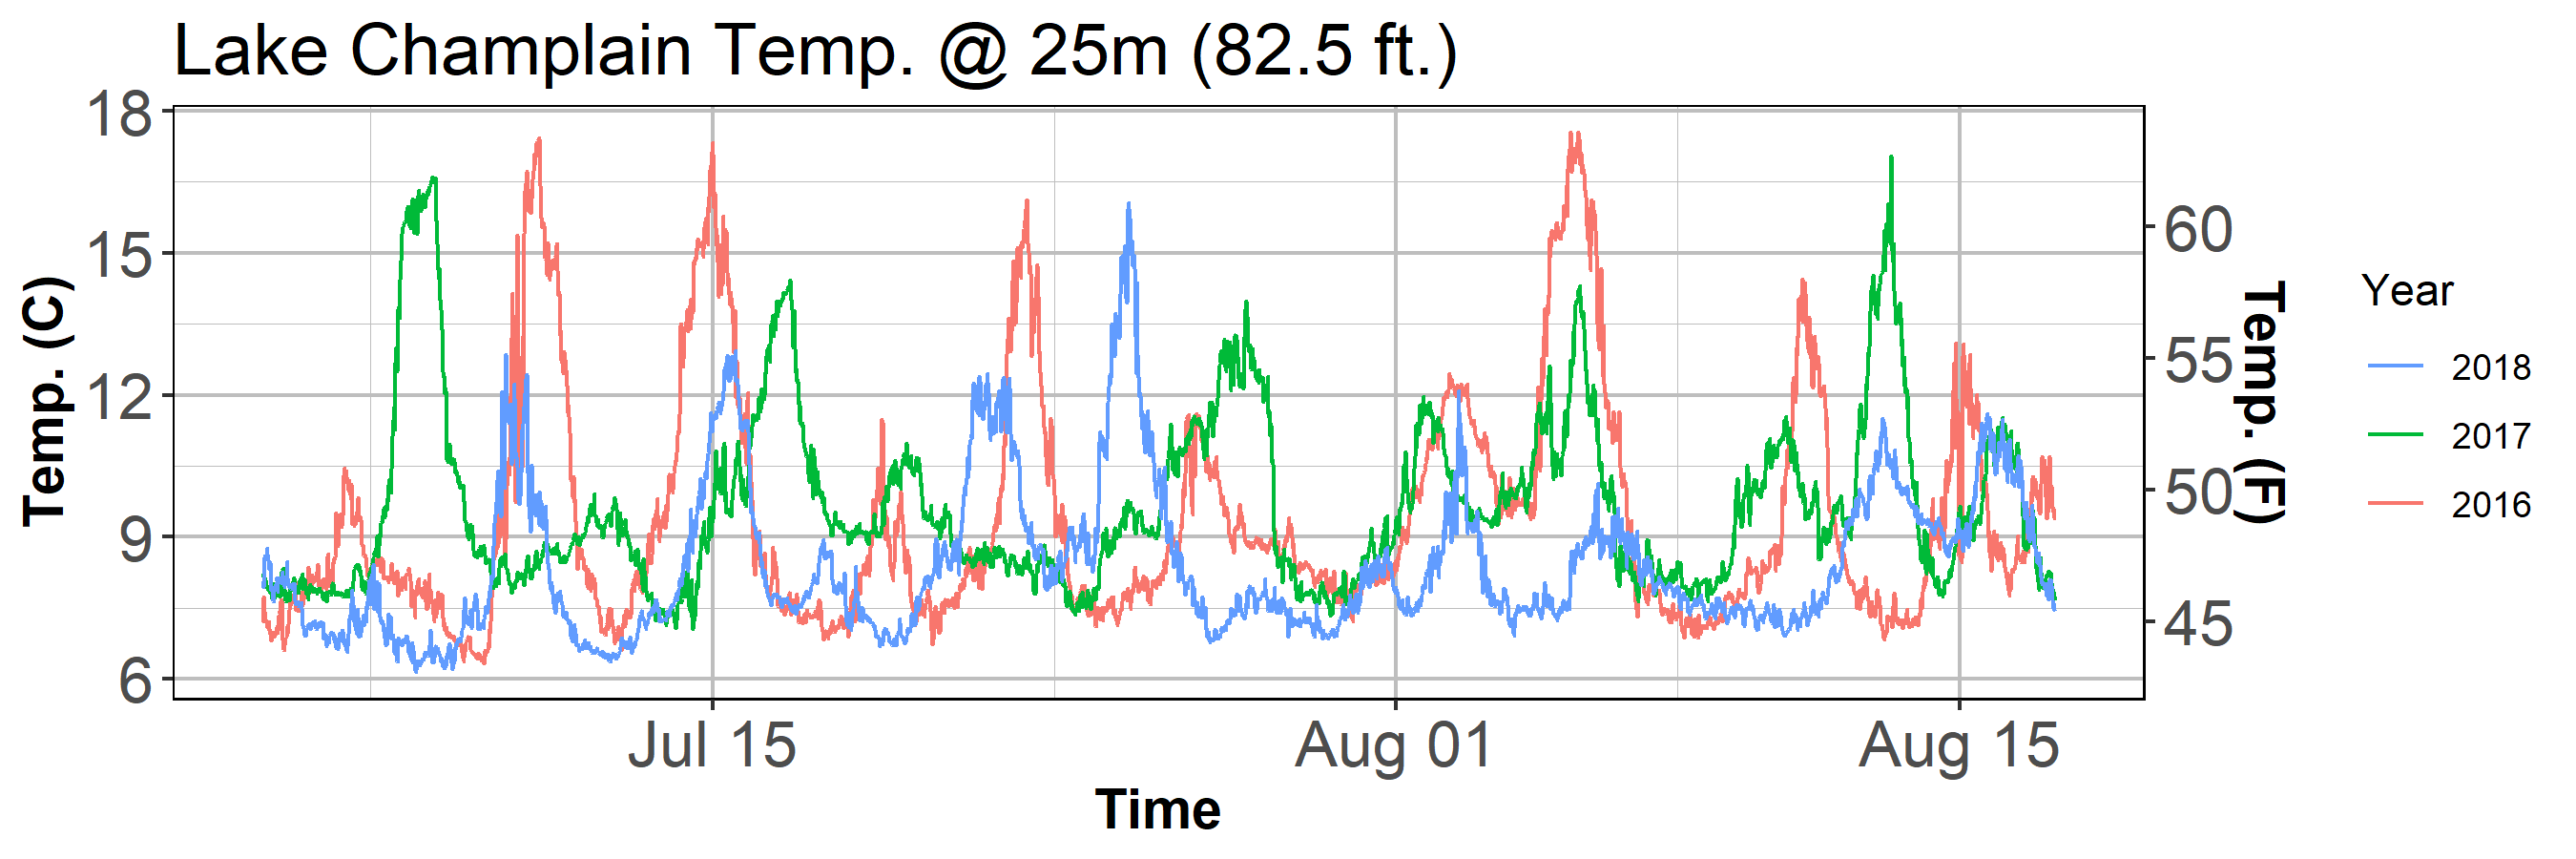 Lake Champlain Temp. @ 25m (82.5 ft.)
Temp. (C)
18
15
12
9
6
60
55
50
45
Temp. (F)
Jul 15
Aug 01
Aug 15
Time
Year
2018
2017
2016